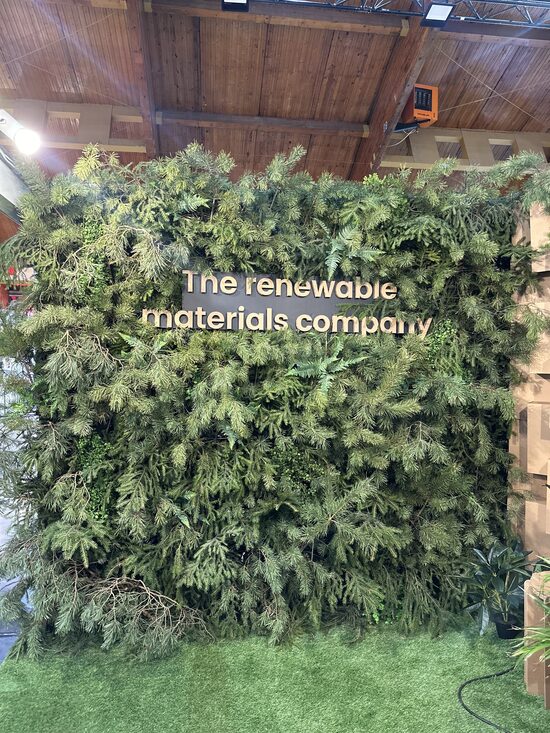 The renewable
materials company